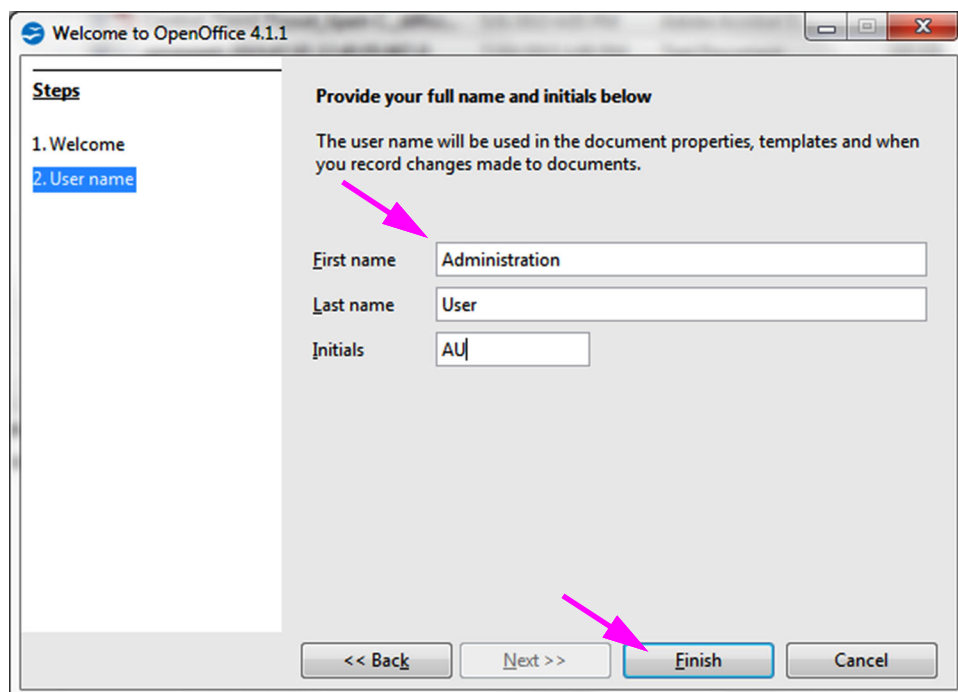 Welcome to OpenOffice 4.1.1
Steps
1. Welcome
2. User name
Provide your full name and initials below
The user name will be used in the document properties, templates and when
you record changes made to documents.
First name Administration
Last name User
Initials AU
<< Back Next >> Finish Cancel